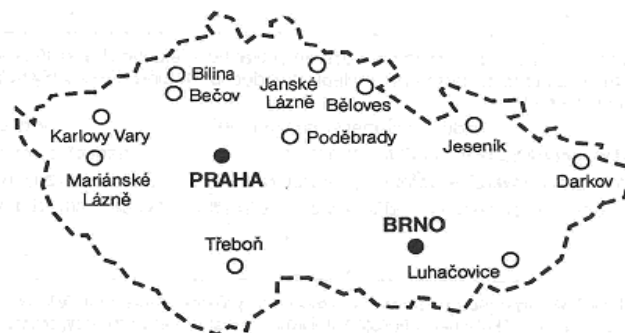 Bílina
Bečov
Janské
Lázně
Běloves
Karlovy Vary
Poděbrady
Jeseník
Mariánské
Lázně
PRAHA
Darkov
Třeboň
BRNO
Luhačovice